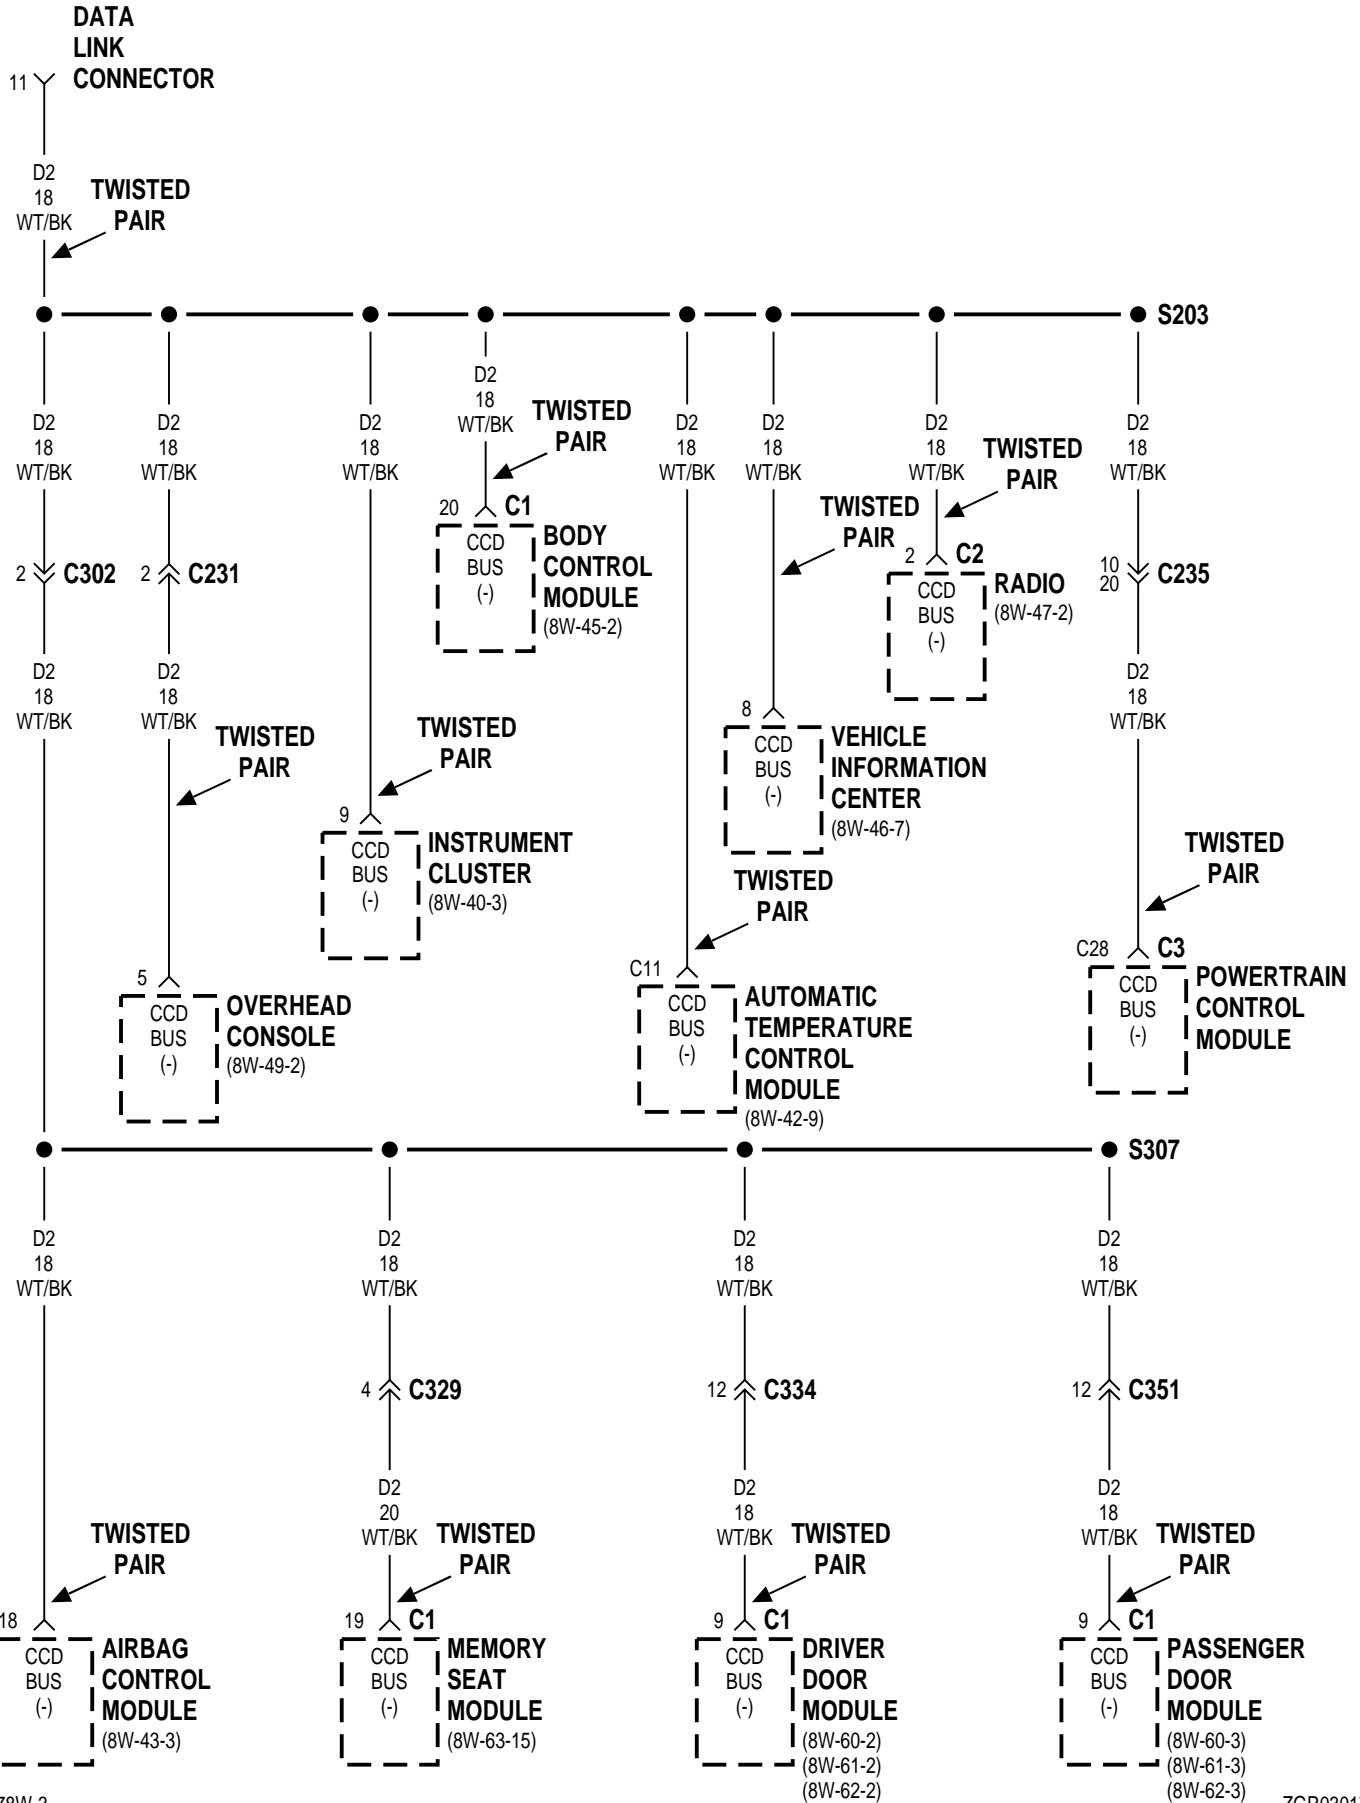 DATA
LINK
CONNECTOR
11
D2
18
WT/BK
TWISTED
PAIR
S203
D2
18
WT/BK
D2
18
WT/BK
D2
18
WT/BK
D2
18
WT/BK
TWISTED
PAIR
D2
18
WT/BK
D2
18
WT/BK
D2
18
WT/BK
TWISTED
PAIR
D2
18
WT/BK
2 C302
2 C231
20 C1
CCD
BUS
(-)
BODY
CONTROL
MODULE
(8W-45-2)
TWISTED
PAIR
2 C2
CCD
BUS
(-)
RADIO
(8W-47-2)
10
20
C235
D2
18
WT/BK
D2
18
WT/BK
D2
18
WT/BK
TWISTED
PAIR
TWISTED
PAIR
9
CCD
BUS
(-)
INSTRUMENT
CLUSTER
(8W-40-3)
8
CCD
BUS
(-)
VEHICLE
INFORMATION
CENTER
(8W-46-7)
TWISTED
PAIR
TWISTED
PAIR
5
CCD
BUS
(-)
OVERHEAD
CONSOLE
(8W-49-2)
C11
CCD
BUS
(-)
AUTOMATIC
TEMPERATURE
CONTROL
MODULE
(8W-42-9)
C28 C3
CCD
BUS
(-)
POWERTRAIN
CONTROL
MODULE
S307
D2
18
WT/BK
D2
18
WT/BK
D2
18
WT/BK
D2
18
WT/BK
4 C329
12 C334
12 C351
D2
20
WT/BK
D2
18
WT/BK
D2
18
WT/BK
TWISTED
PAIR
TWISTED
PAIR
TWISTED
PAIR
TWISTED
PAIR
18
CCD
BUS
(-)
AIRBAG
CONTROL
MODULE
(8W-43-3)
19 C1
CCD
BUS
(-)
MEMORY
SEAT
MODULE
(8W-63-15)
9 C1
CCD
BUS
(-)
DRIVER
DOOR
MODULE
(8W-60-2)
(8W-61-2)
(8W-62-2)
9 C1
CCD
BUS
(-)
PASSENGER
DOOR
MODULE
(8W-60-3)
(8W-61-3)
(8W-62-3)